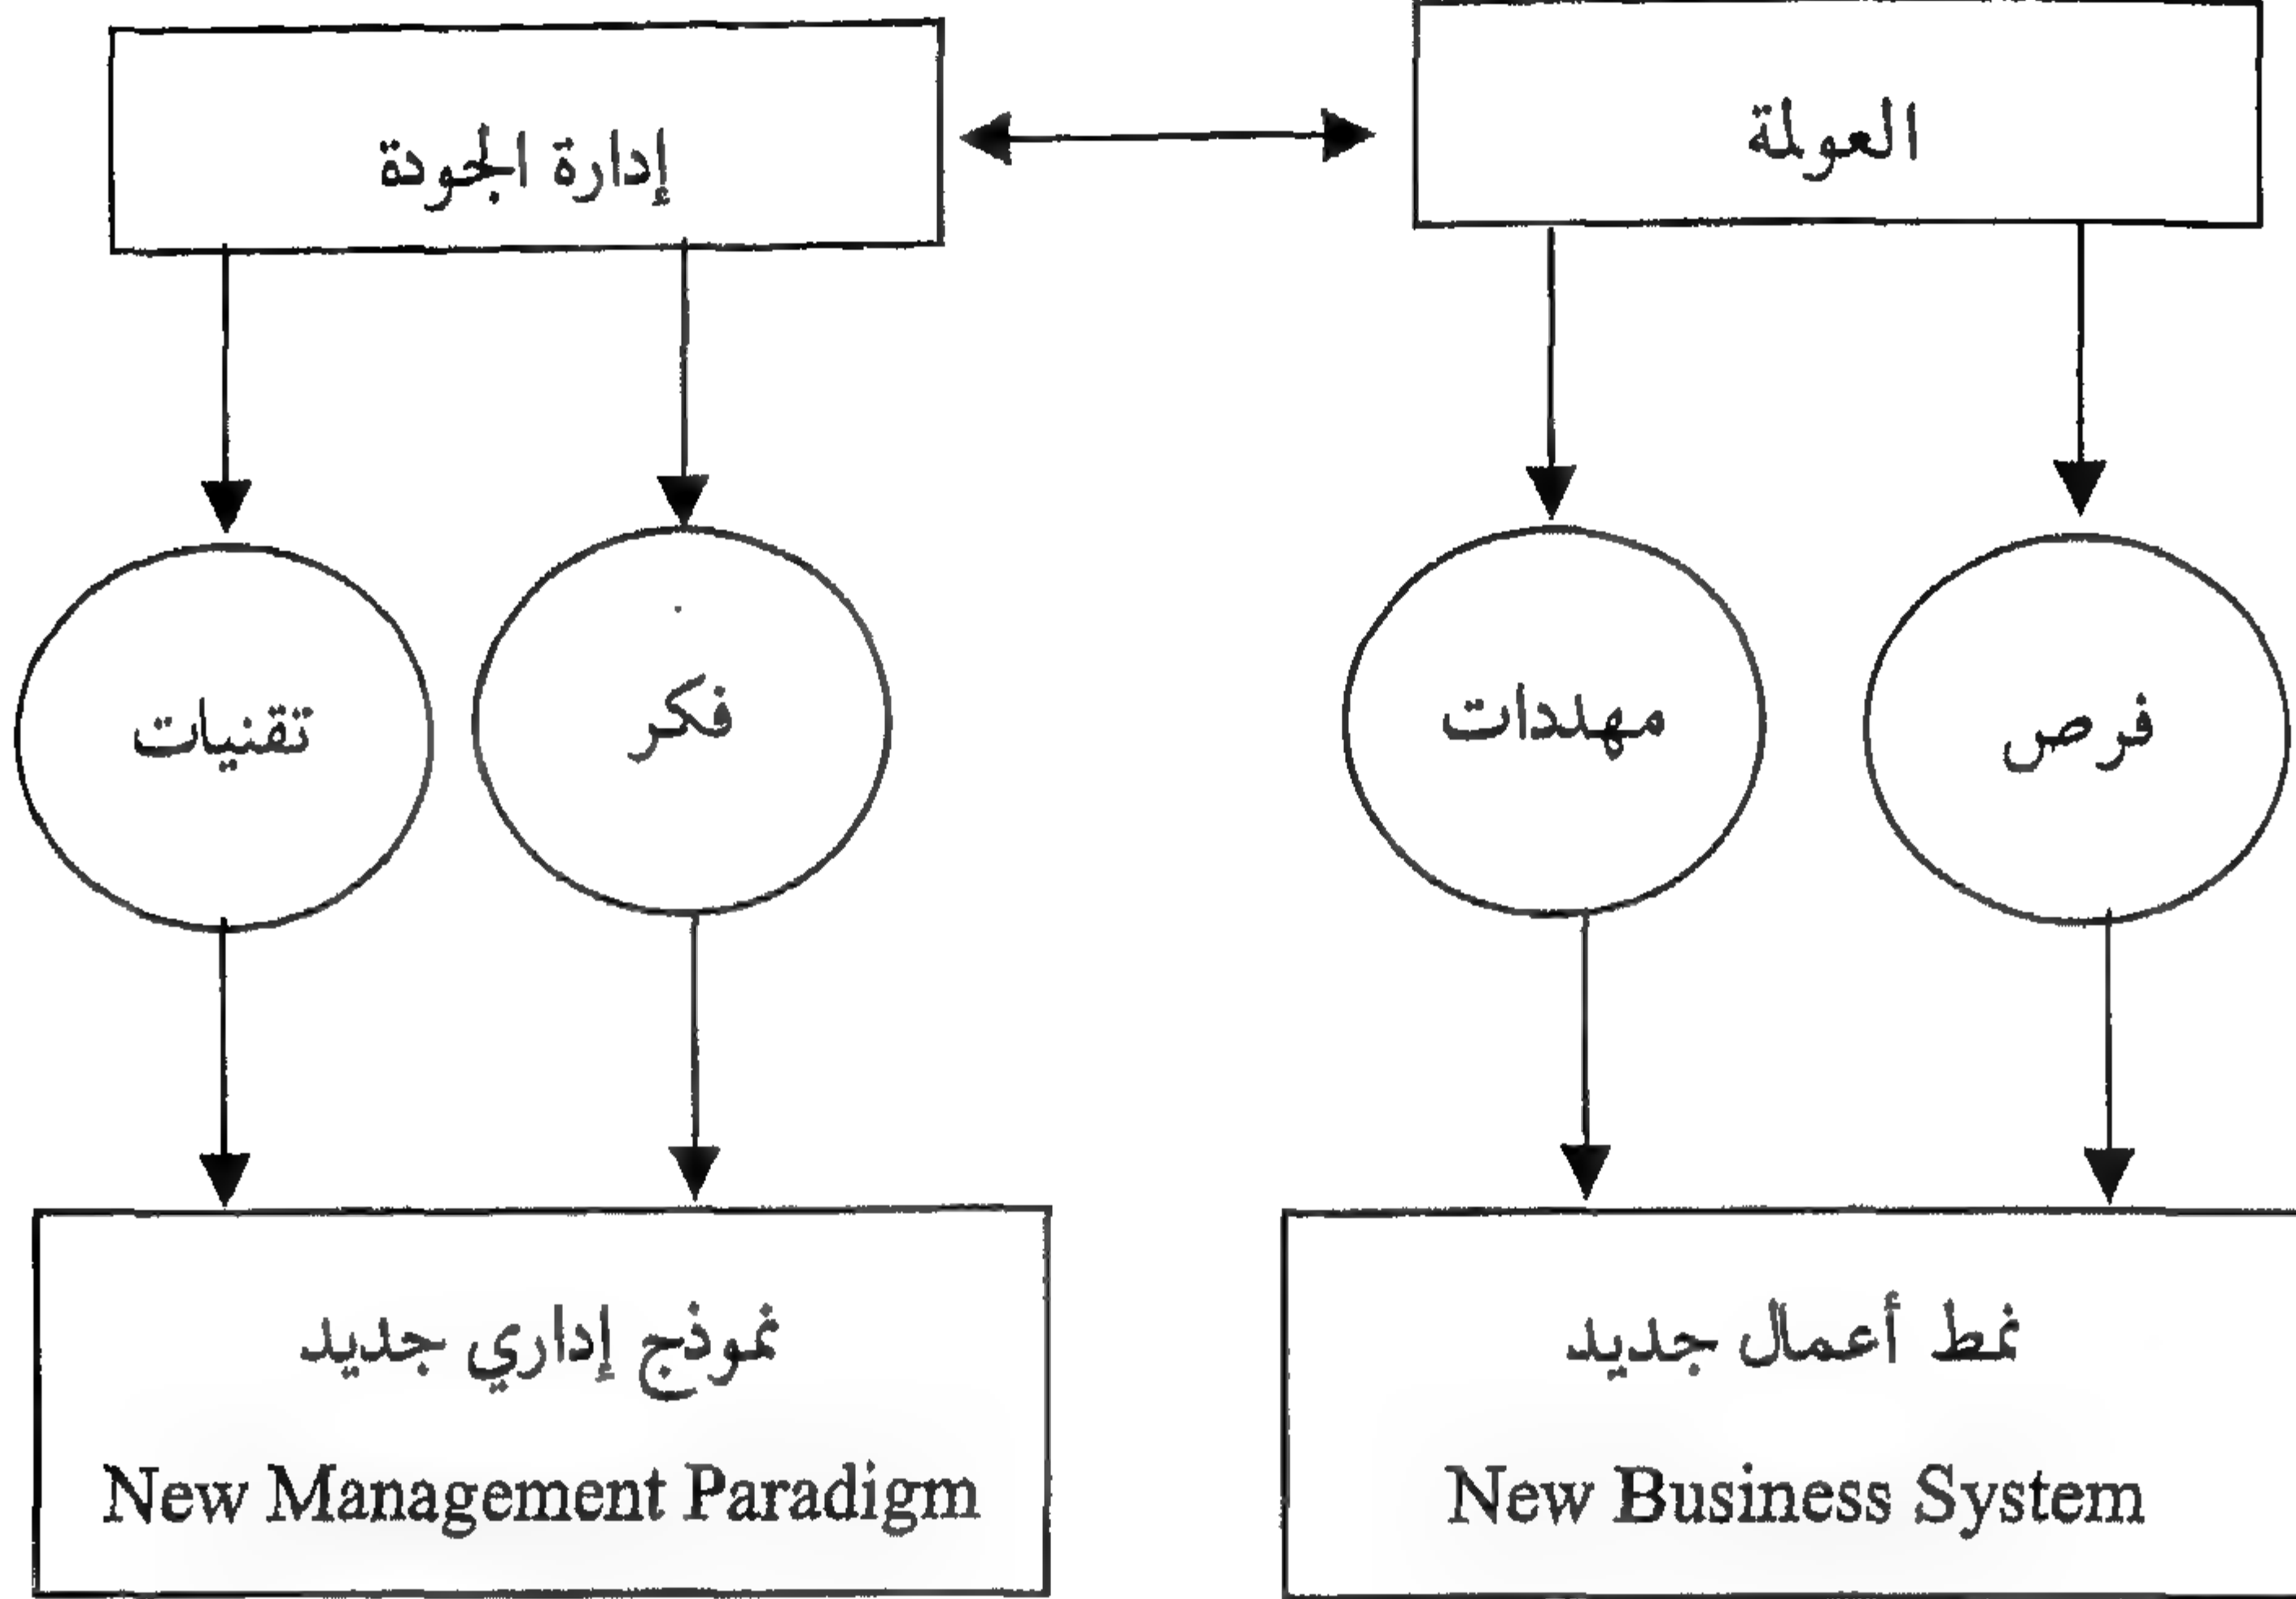 العولمة
إدارة الجودة
فرص
مهددات
فكر
تقنيات
نمط أعمال جديد
New Business System
نموذج إداري جديد
New Management Paradigm